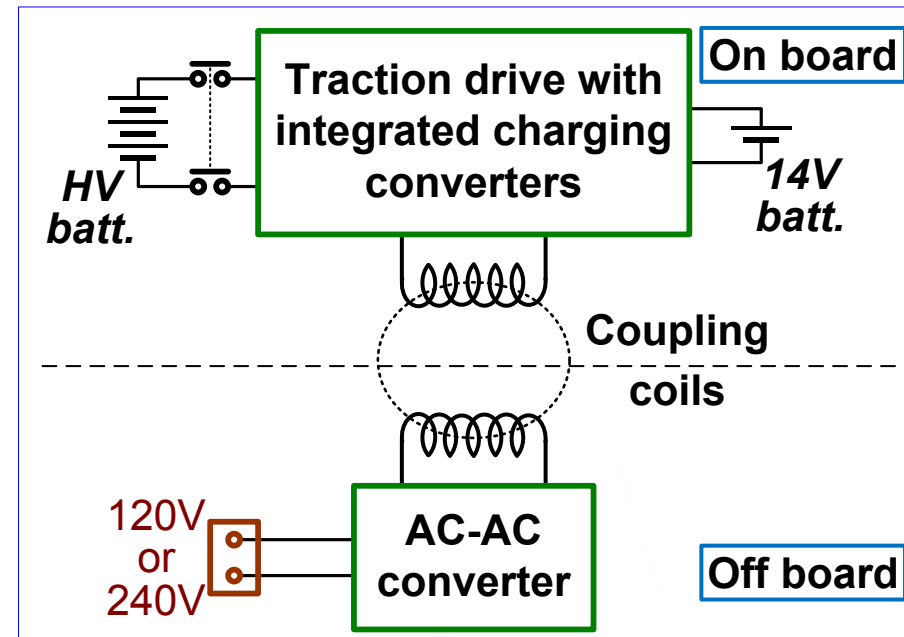 On board
Traction drive with
integrated charging
converters
HV
batt.
14V
batt.
Coupling
coils
120V
or
240V
AC-AC
converter
Off board